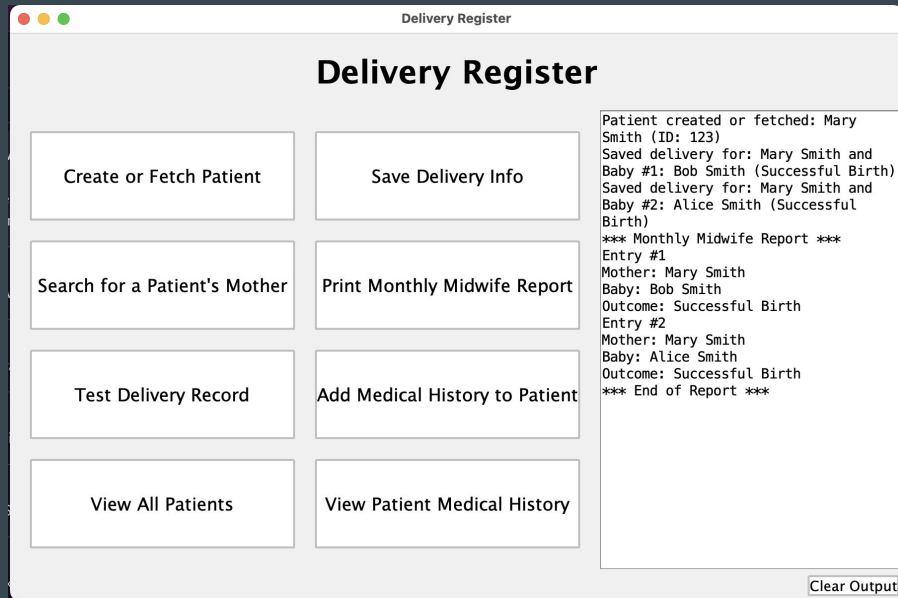 Delivery Register
Delivery Register
Create or Fetch Patient
Save Delivery Info
Search for a Patient's Mother
Print Monthly Midwife Report
Test Delivery Record
Add Medical History to Patient
View All Patients
View Patient Medical History
Patient created or fetched: Mary
Smith (ID: 123)
Saved delivery for: Mary Smith and
Baby #1: Bob Smith (Successful Birth)
Saved delivery for: Mary Smith and
Baby #2: Alice Smith (Successful
Birth)
*** Monthly Midwife Report ***
Entry #1
Mother: Mary Smith
Baby: Bob Smith
Outcome: Successful Birth
Entry #2
Mother: Mary Smith
Baby: Alice Smith
Outcome: Successful Birth
*** End of Report ***
Clear Output